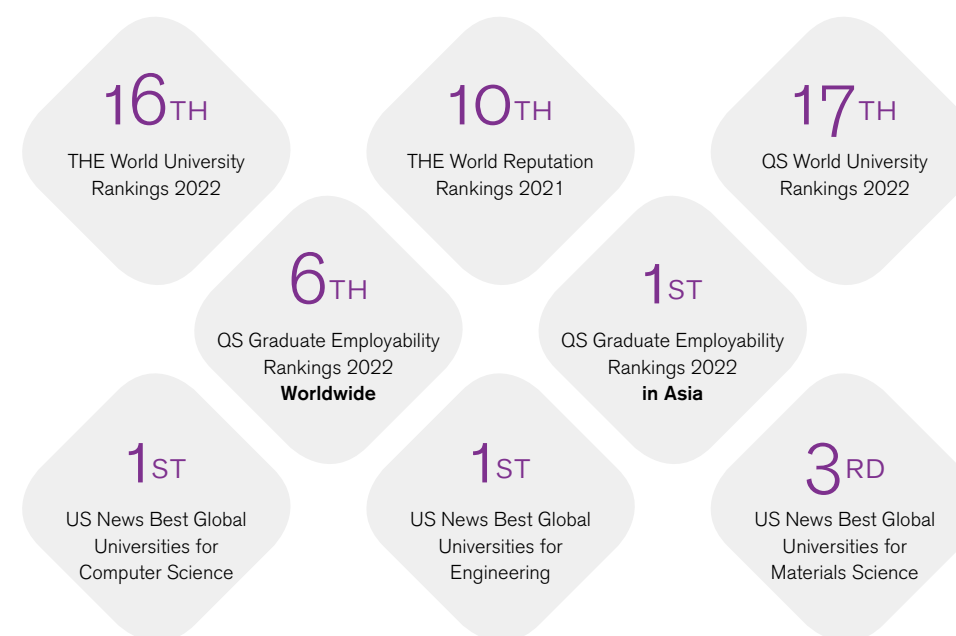 16TH
THE World University
Rankings 2022
10TH
THE World Reputation
Rankings 2021
17TH
QS World University
Rankings 2022
6TH
QS Graduate Employability
Rankings 2022
Worldwide
1ST
QS Graduate Employability
Rankings 2022
in Asia
1ST
US News Best Global
Universities for
Computer Science
1ST
US News Best Global
Universities for
Engineering
3RD
US News Best Global
Universities for
Materials Science